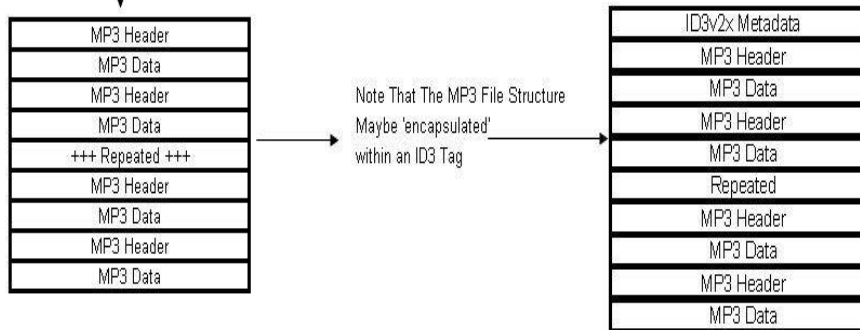 MP3 Header
MP3 Data
MP3 Header
MP3 Data
+++ Repeated +++
MP3 Header
MP3 Data
MP3 Header
MP3 Data
Note That The MP3 File Structure
Maybe 'encapsulated'
within an ID3 Tag
ID3v2x Metadata
MP3 Header
MP3 Data
MP3 Header
MP3 Data
Repeated
MP3 Header
MP3 Data
MP3 Header
MP3 Data